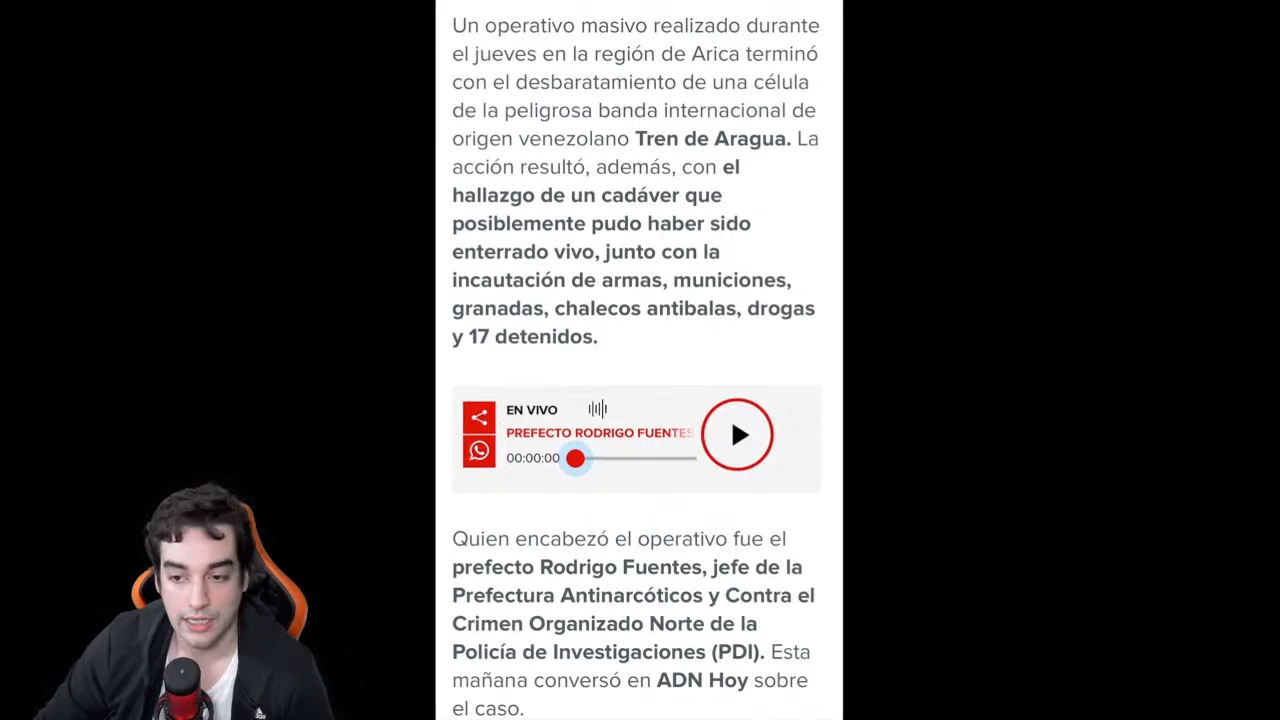 Un operativo masivo realizado durante
el jueves en la región de Arica terminó
con el desbaratamiento de una célula
de la peligrosa banda internacional de
origen venezolano Tren de Aragua. La
acción resultó, además, con el
hallazgo de un cadáver que
posiblemente pudo haber sido
enterrado vivo, junto con la
incautación de armas, municiones,
granadas, chalecos antibalas, drogas
y 17 detenidos.
EN VIVO
PREFECTO RODRIGO FUENTES
00:00:00
Quien encabezó el operativo fue el
prefecto Rodrigo Fuentes, jefe de la
Prefectura Antinarcóticos y Contra el
Crimen Organizado Norte de la
Policía de Investigaciones (PDI). Esta
mañana conversó en ADN Hoy sobre
el caso.